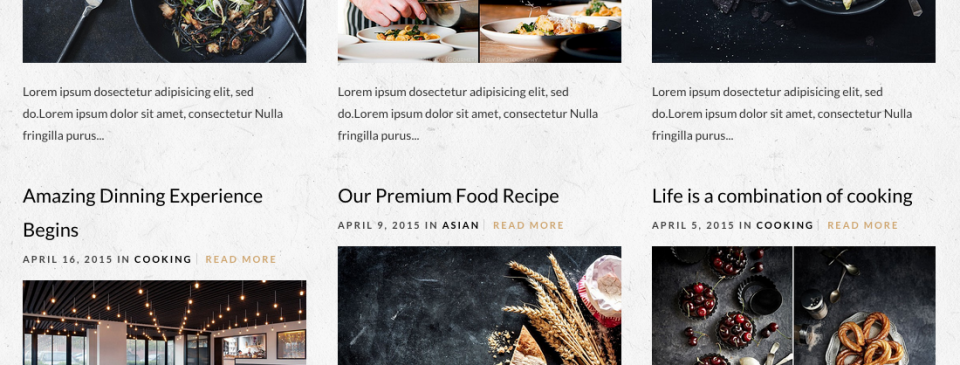 Lorem ipsum dosectetur adipisicing elit, sed
do.Lorem ipsum dolor sit amet, consectetur Nulla
fringilla purus...
Lorem ipsum dosectetur adipisicing elit, sed
do.Lorem ipsum dolor sit amet, consectetur Nulla
fringilla purus...
Lorem ipsum dosectetur adipisicing elit, sed
do.Lorem ipsum dolor sit amet, consectetur Nulla
fringilla purus...
Amazing Dinning Experience
Begins
APRIL 16, 2015 IN COOKING READ MORE
Our Premium Food Recipe
APRIL 9, 2015 IN ASIAN READ MORE
Life is a combination of cooking
APRIL 5, 2015 IN COOKING READ MORE